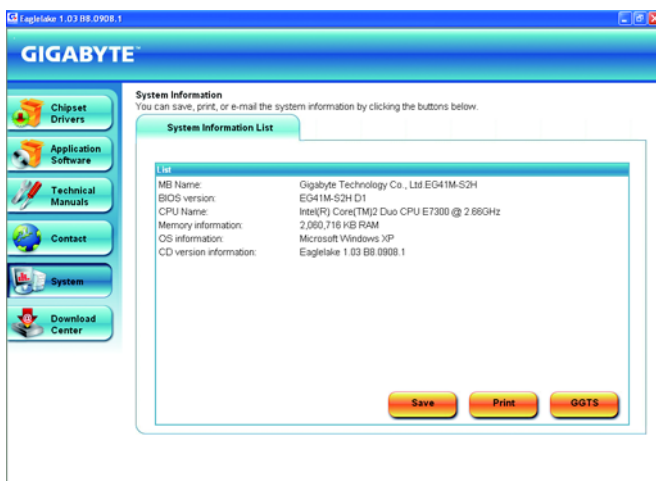 Eaglelake 1.03 B8.0908.1
GIGABYTE™
Chipset
Drivers
Application
Software
Technical
Manuals
Contact
System
Download
Center
System Information
You can save, print, or e-mail the system information by clicking the buttons below.
System Information List
List
MB Name: Gigabyte Technology Co., Ltd.EG41M-S2H
BIOS version: EG41M-S2H D1
CPU Name: Intel(R) Core(TM)2 Duo CPU E7300 @ 2.66GHz
Memory information: 2,060,716 KB RAM
OS information: Microsoft Windows XP
CD version information: Eaglelake 1.03 B8.0908.1
Save Print GGTS